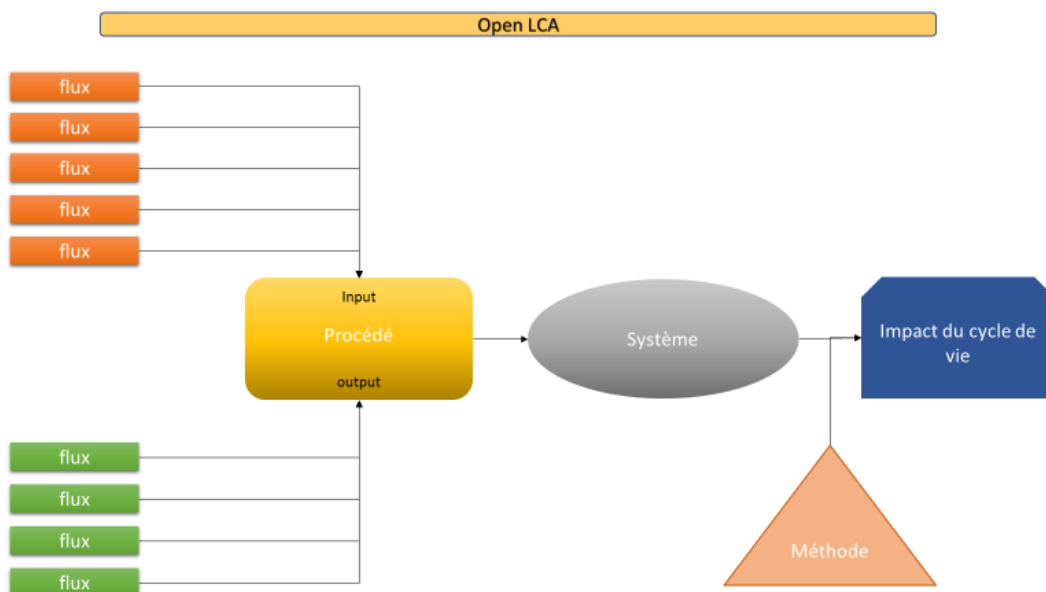 Open LCA
flux
flux
flux
flux
flux
Input
Procédé
output
Système
Impact du cycle de
vie
flux
flux
flux
flux
Méthode